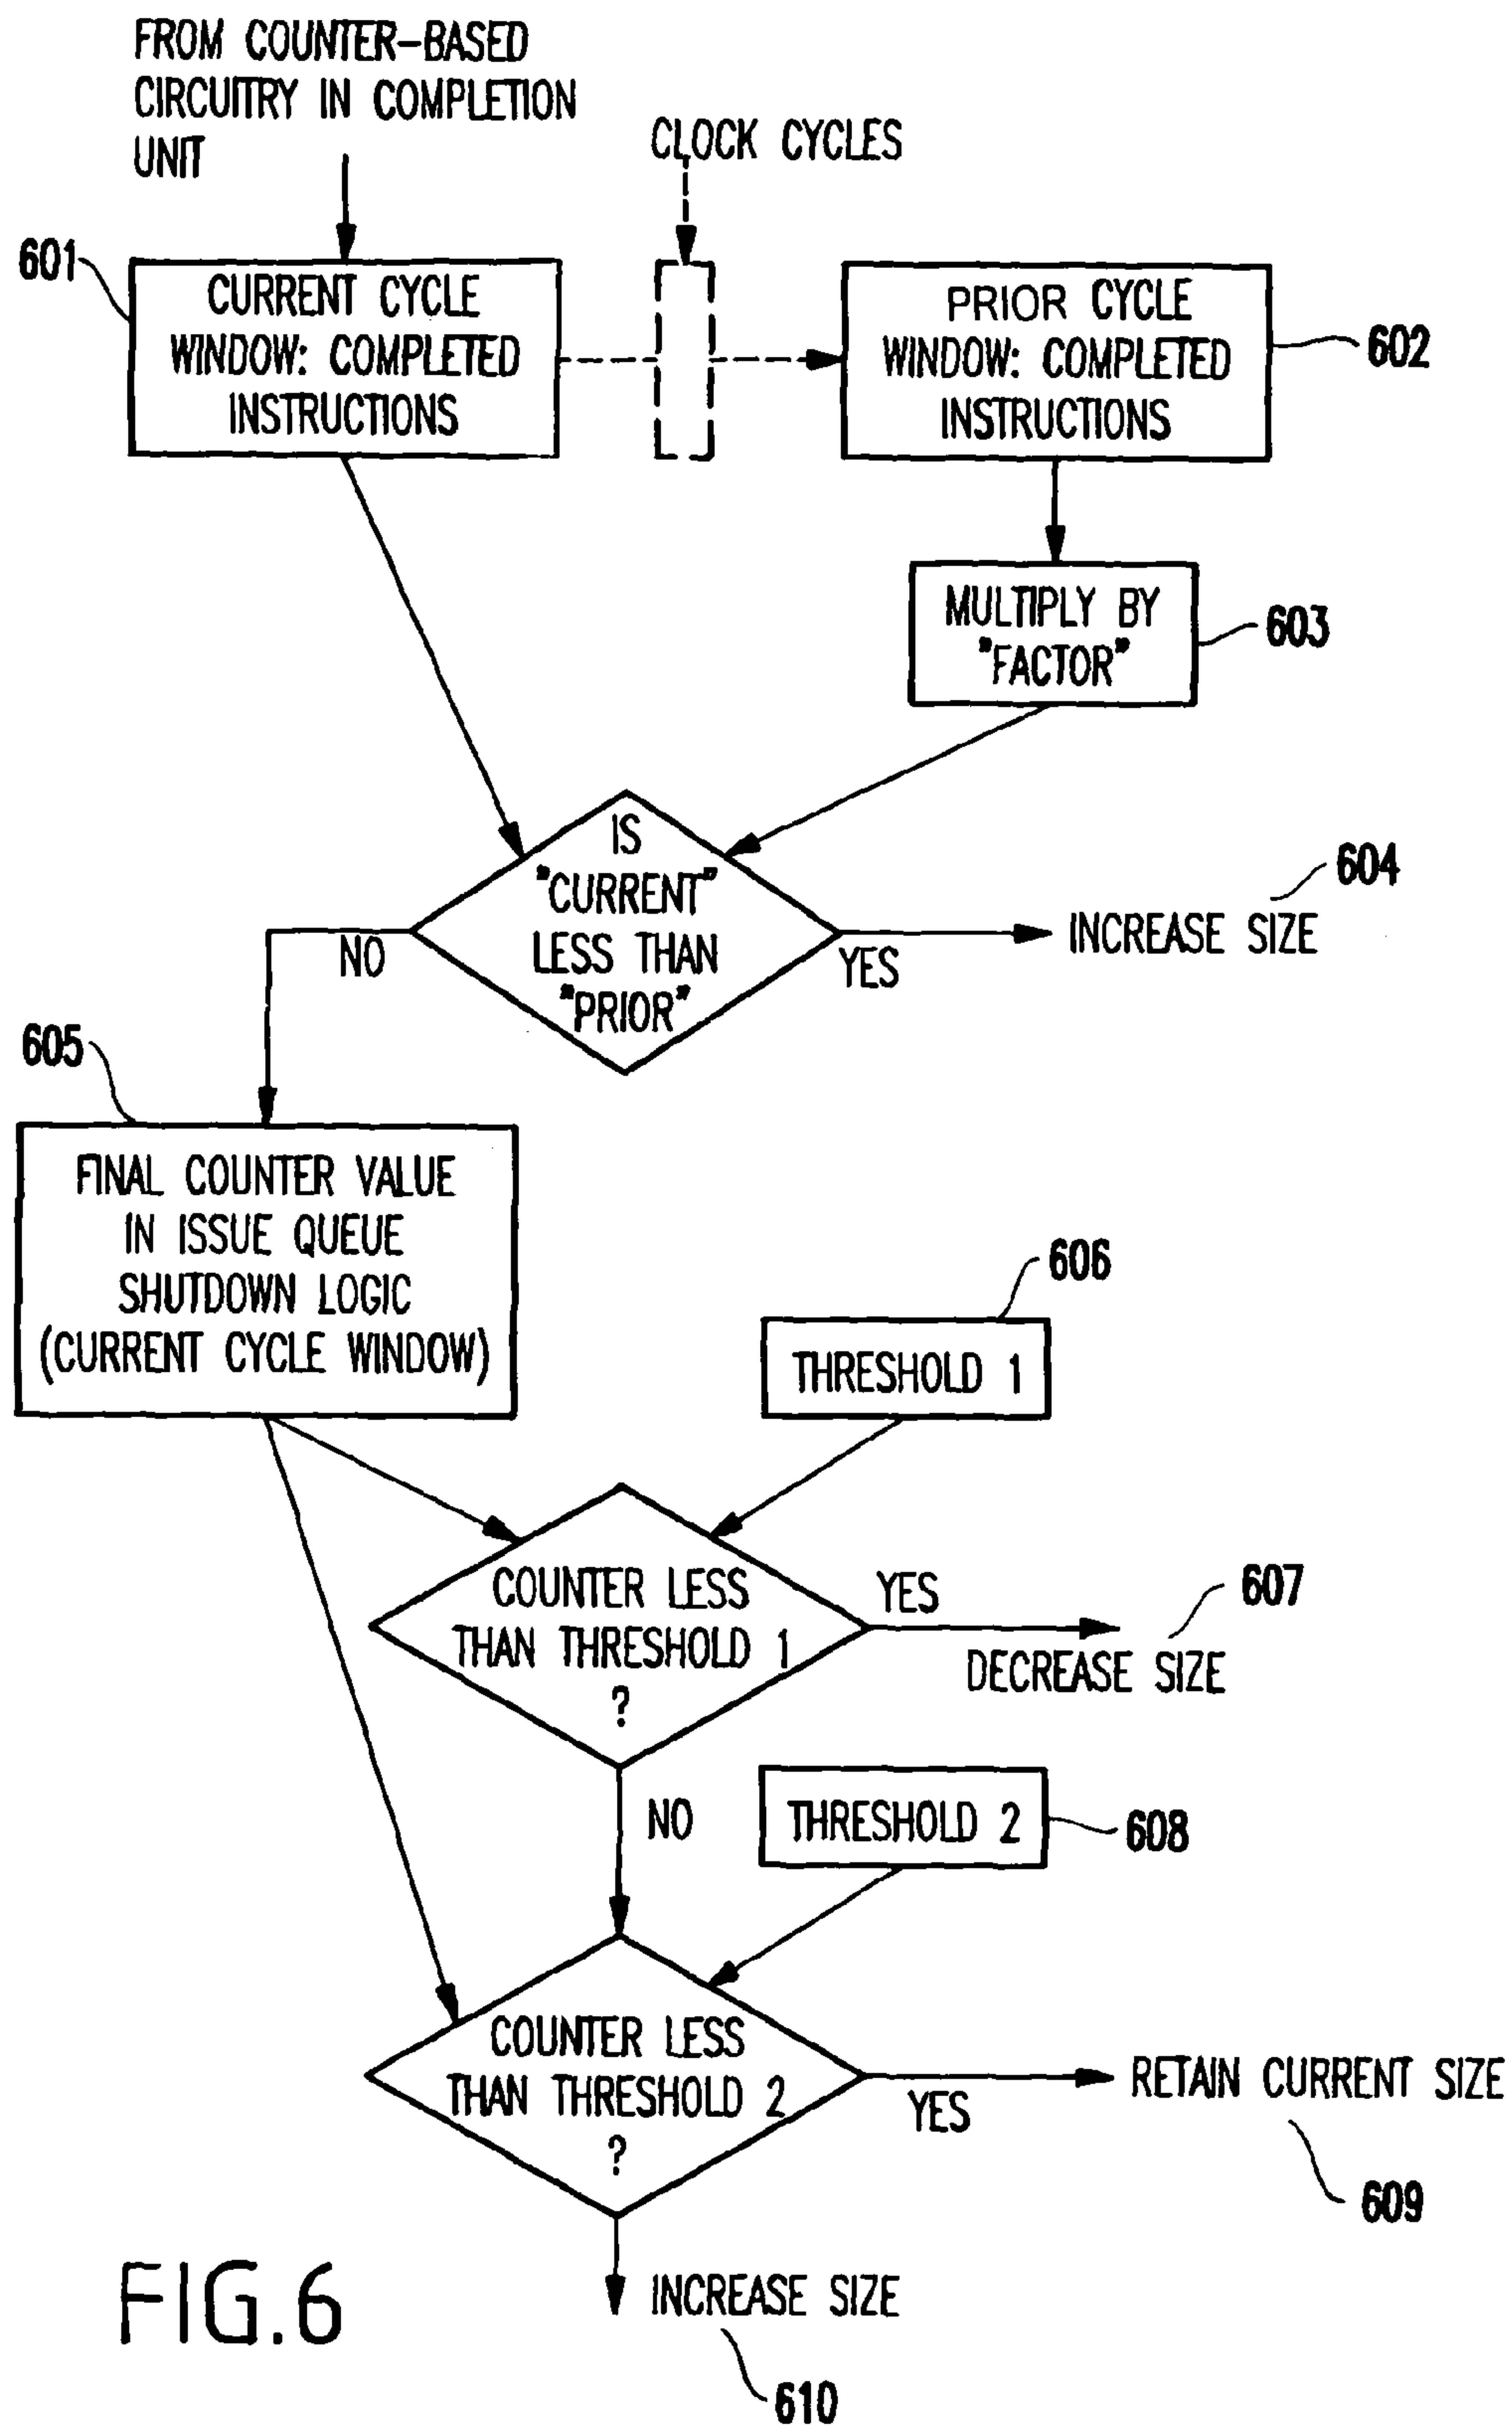 FROM COUNTER-BASED
CIRCUITRY IN COMPLETION
UNIT
CLOCK CYCLES
601
CURRENT CYCLE
WINDOW: COMPLETED
INSTRUCTIONS
PRIOR CYCLE
WINDOW: COMPLETED
INSTRUCTIONS
602
MULTIPLY BY
"FACTOR"
603
IS
"CURRENT"
LESS THAN
"PRIOR"
NO
YES
604
INCREASE SIZE
605
FINAL COUNTER VALUE
IN ISSUE QUEUE
SHUTDOWN LOGIC
(CURRENT CYCLE WINDOW)
606
THRESHOLD 1
COUNTER LESS
THAN THRESHOLD 1
?
YES
607
DECREASE SIZE
NO
THRESHOLD 2
608
COUNTER LESS
THAN THRESHOLD 2
?
YES
RETAIN CURRENT SIZE
609
INCREASE SIZE
610
FIG.6